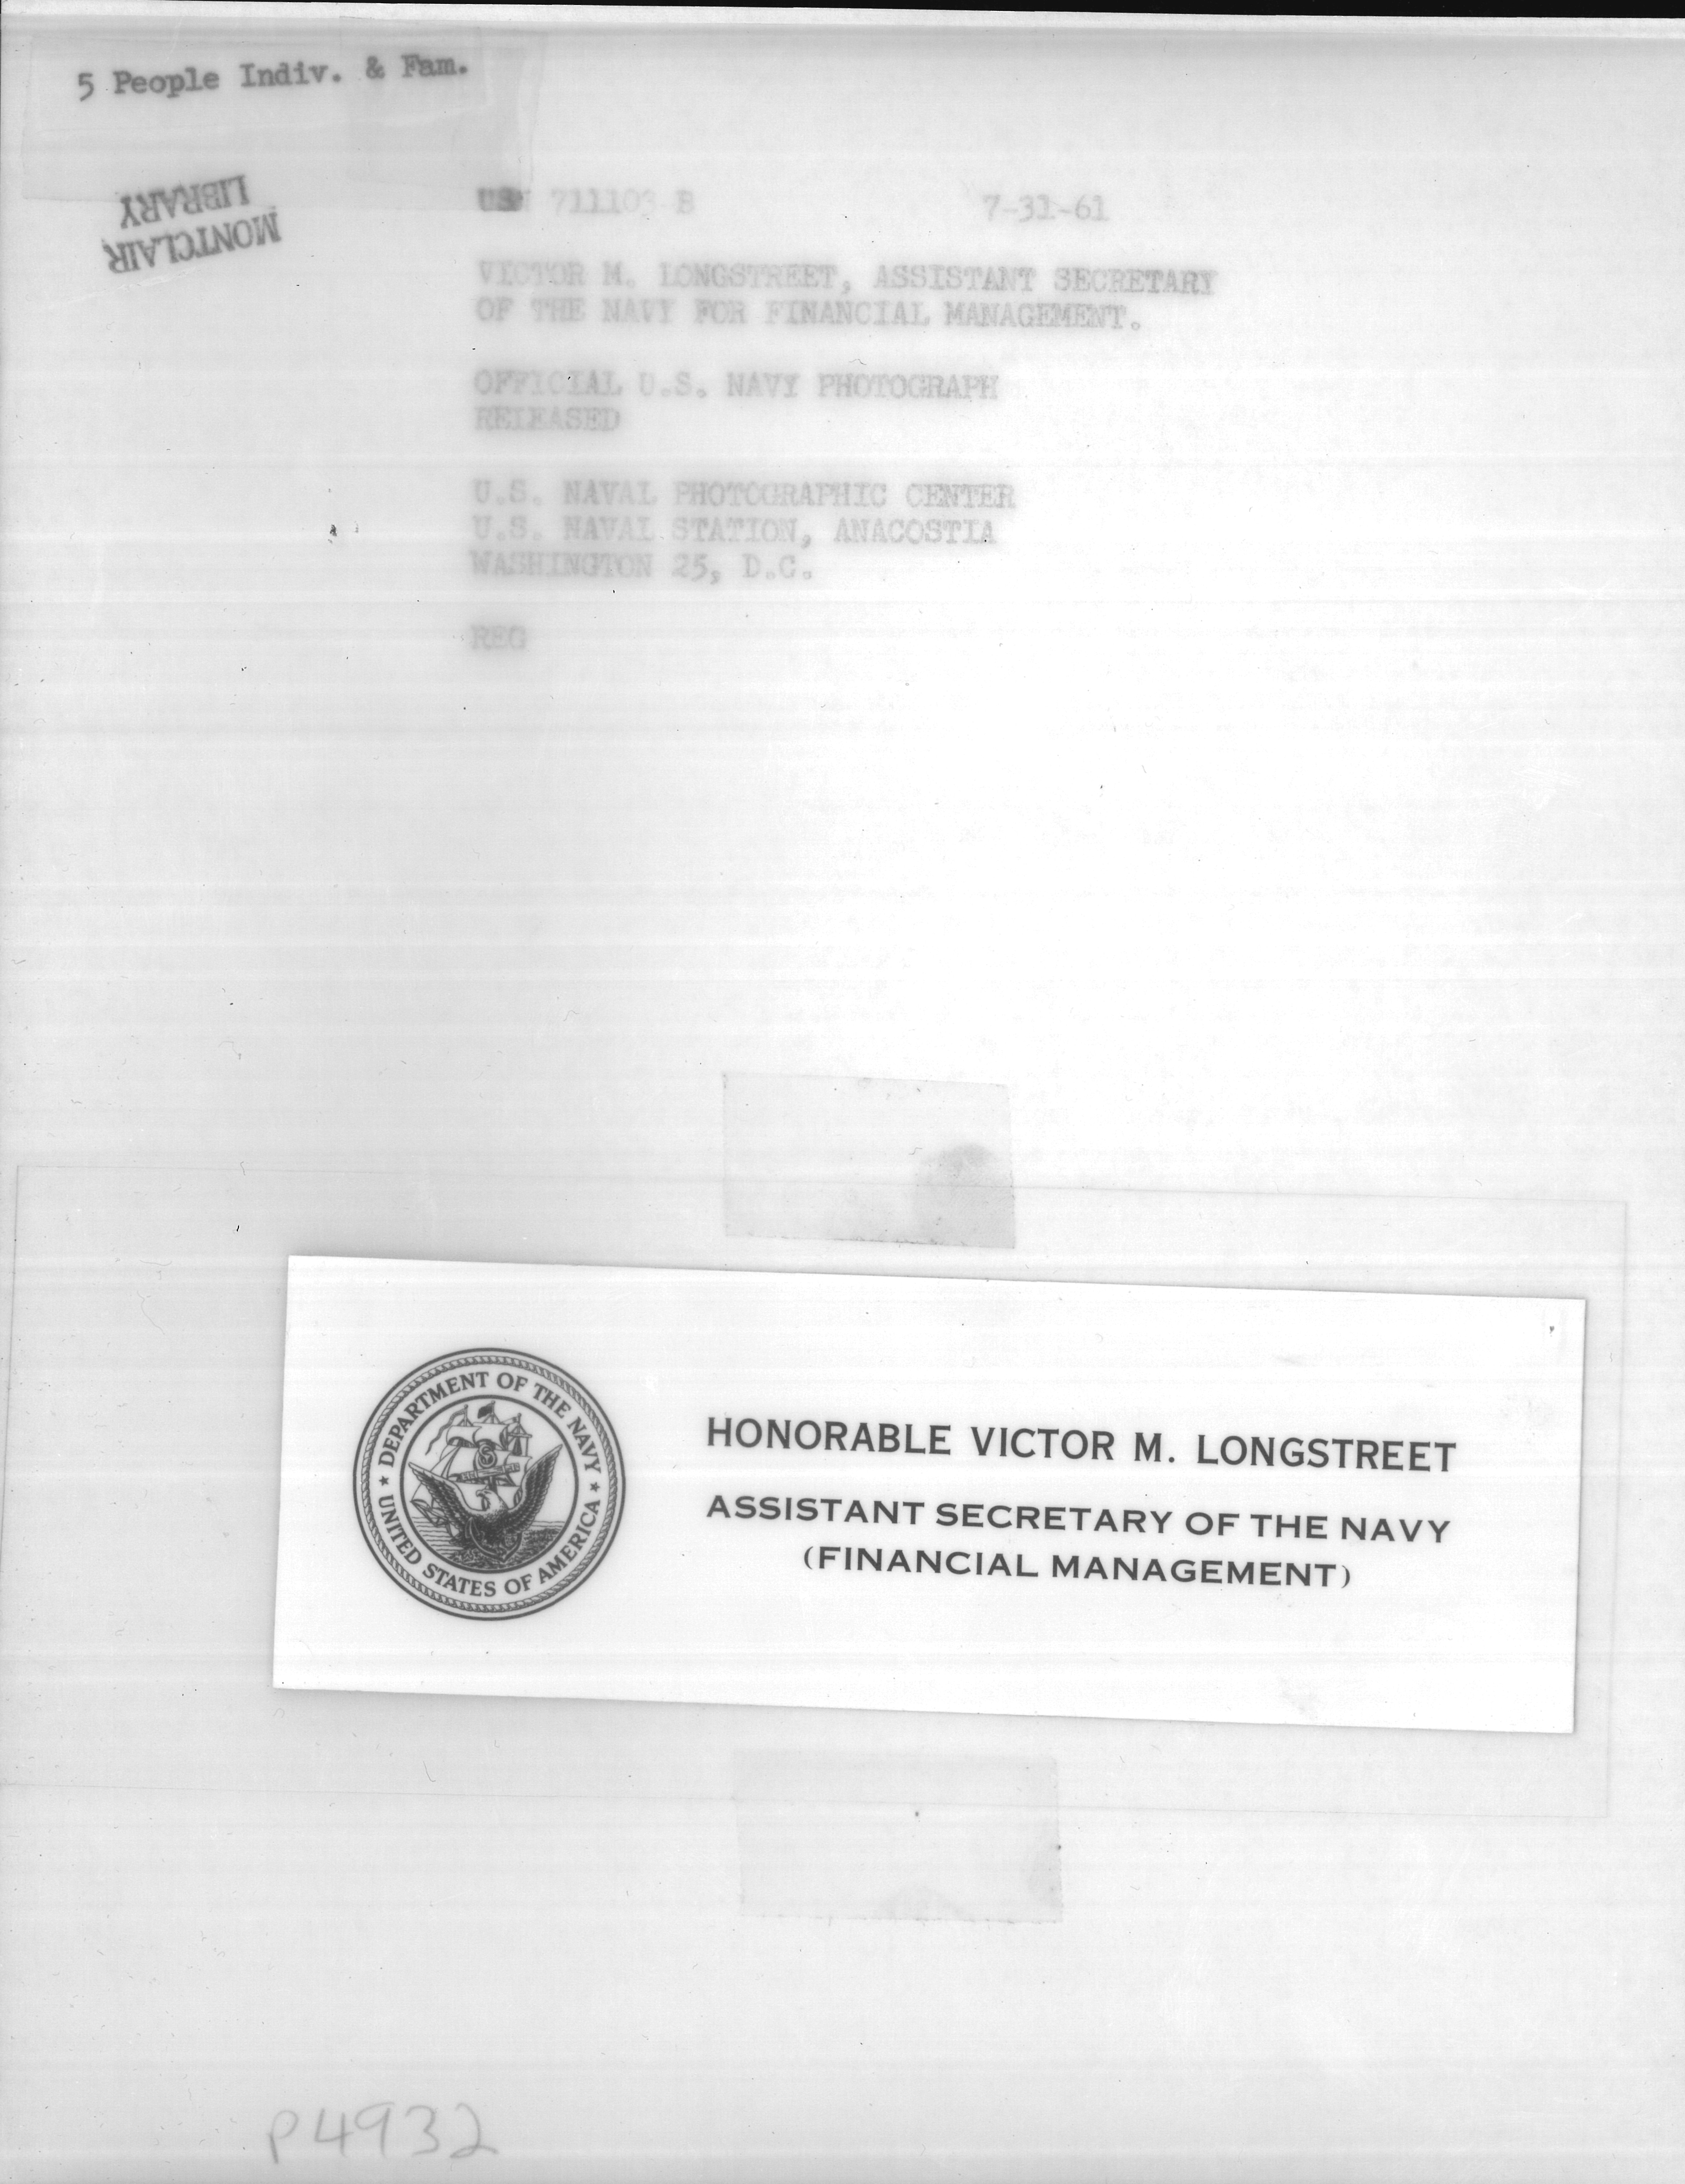 5 People Indiv. & Fam.
MONTCLAIR
LIBRARY
USN 711103 B 7-31-61
VICTOR M. LONGSTREET, ASSISTANT SECRETARY
OF THE NAVY FOR FINANCIAL MANAGEMENT.
OFFICIAL U.S. NAVY PHOTOGRAPH
RELEASED
U.S. NAVAL PHOTOGRAPHIC CENTER
U.S. NAVAL STATION, ANACOSTIA
WASHINGTON 25, D.C.
REG
★ DEPARTMENT OF THE NAVY ★
UNITED STATES OF AMERICA
HONORABLE VICTOR M. LONGSTREET
ASSISTANT SECRETARY OF THE NAVY
(FINANCIAL MANAGEMENT)
P4932